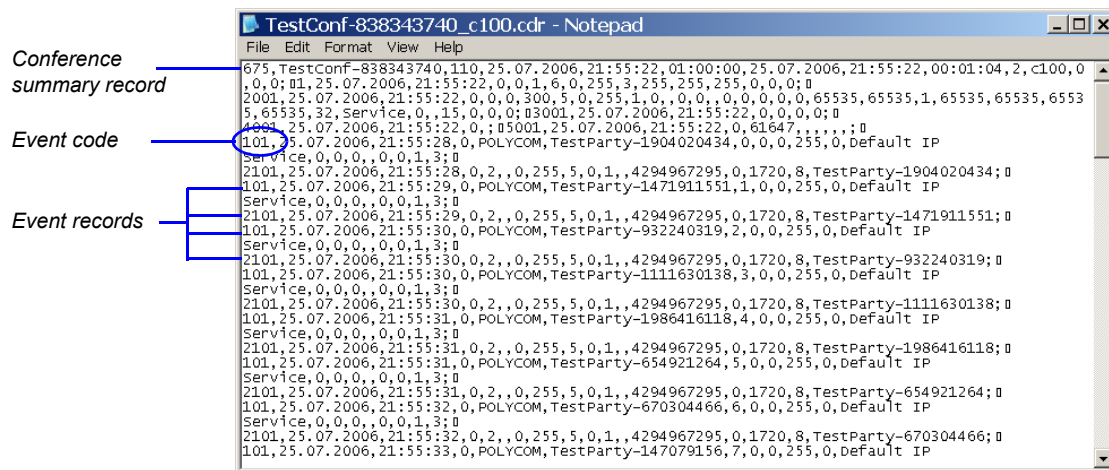 TestConf-838343740_c100.cdr - Notepad
File Edit Format View Help
Conference
summary record
Event code
Event records
675,TestConf-838343740,110,25.07.2006,21:55:22,01:00:00,25.07.2006,21:55:22,00:01:04,2,c100,0
,0,0;▯1,25.07.2006,21:55:22,0,0,1,6,0,255,3,255,255,255,0,0,0;▯
2001,25.07.2006,21:55:22,0,0,0,300,5,0,255,1,0,,0,0,,0,0,0,0,0,65535,65535,1,65535,65535,6553
5,65535,32,Service,0,,15,0,0,0;▯3001,25.07.2006,21:55:22,0,0,0,0;▯
4001,25.07.2006,21:55:22,0,;▯5001,25.07.2006,21:55:22,0,61647,,,,,,;▯
101,25.07.2006,21:55:28,0,POLYCOM,TestParty-1904020434,0,0,0,255,0,Default IP
Service,0,0,0,,0,0,1,3;▯
2101,25.07.2006,21:55:28,0,2,,0,255,5,0,1,,4294967295,0,1720,8,TestParty-1904020434;▯
101,25.07.2006,21:55:29,0,POLYCOM,TestParty-1471911551,1,0,0,255,0,Default IP
Service,0,0,0,,0,0,1,3;▯
2101,25.07.2006,21:55:29,0,2,,0,255,5,0,1,,4294967295,0,1720,8,TestParty-1471911551;▯
101,25.07.2006,21:55:30,0,POLYCOM,TestParty-932240319,2,0,0,255,0,Default IP
Service,0,0,0,,0,0,1,3;▯
2101,25.07.2006,21:55:30,0,2,,0,255,5,0,1,,4294967295,0,1720,8,TestParty-932240319;▯
101,25.07.2006,21:55:30,0,POLYCOM,TestParty-1111630138,3,0,0,255,0,Default IP
Service,0,0,0,,0,0,1,3;▯
2101,25.07.2006,21:55:30,0,2,,0,255,5,0,1,,4294967295,0,1720,8,TestParty-1111630138;▯
101,25.07.2006,21:55:31,0,POLYCOM,TestParty-1986416118,4,0,0,255,0,Default IP
Service,0,0,0,,0,0,1,3;▯
2101,25.07.2006,21:55:31,0,2,,0,255,5,0,1,,4294967295,0,1720,8,TestParty-1986416118;▯
101,25.07.2006,21:55:31,0,POLYCOM,TestParty-654921264,5,0,0,255,0,Default IP
Service,0,0,0,,0,0,1,3;▯
2101,25.07.2006,21:55:31,0,2,,0,255,5,0,1,,4294967295,0,1720,8,TestParty-654921264;▯
101,25.07.2006,21:55:32,0,POLYCOM,TestParty-670304466,6,0,0,255,0,Default IP
Service,0,0,0,,0,0,1,3;▯
2101,25.07.2006,21:55:32,0,2,,0,255,5,0,1,,4294967295,0,1720,8,TestParty-670304466;▯
101,25.07.2006,21:55:33,0,POLYCOM,TestParty-147079156,7,0,0,255,0,Default IP